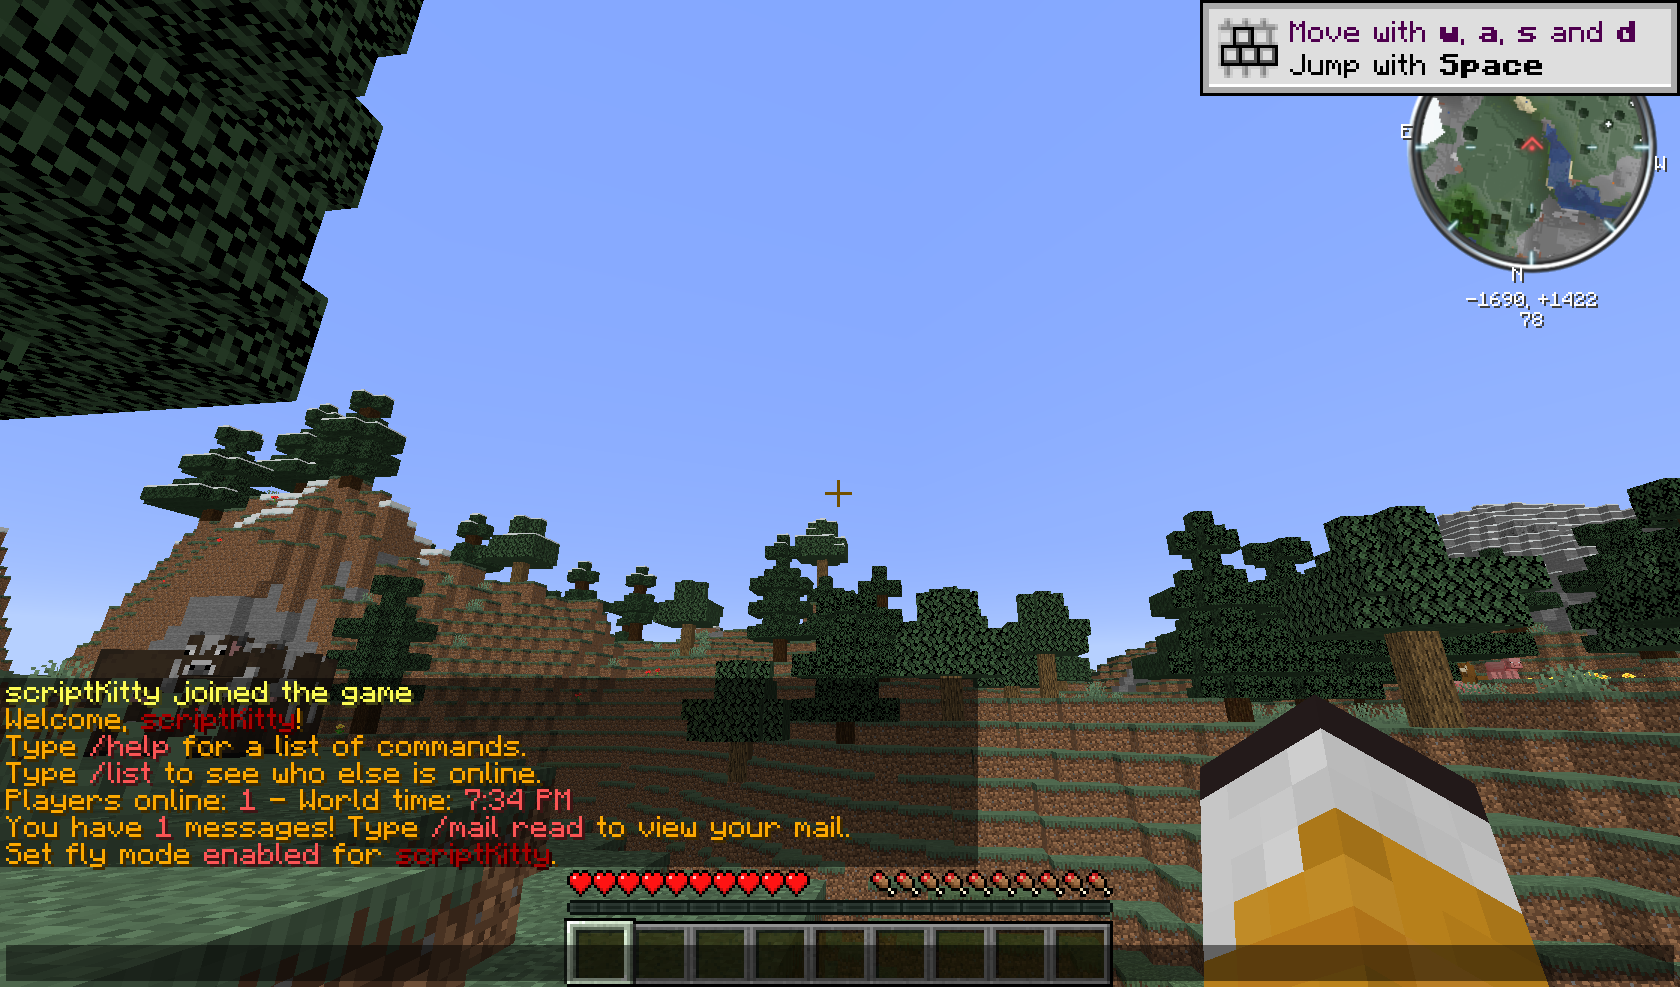 Move with w, a, s and d
Jump with Space
E
W
N
-1690, +1422
78
scriptKitty joined the game
Welcome, scriptKitty!
Type /help for a list of commands.
Type /list to see who else is online.
Players online: 1 - World time: 7:34 PM
You have 1 messages! Type /mail read to view your mail.
Set fly mode enabled for scriptKitty.